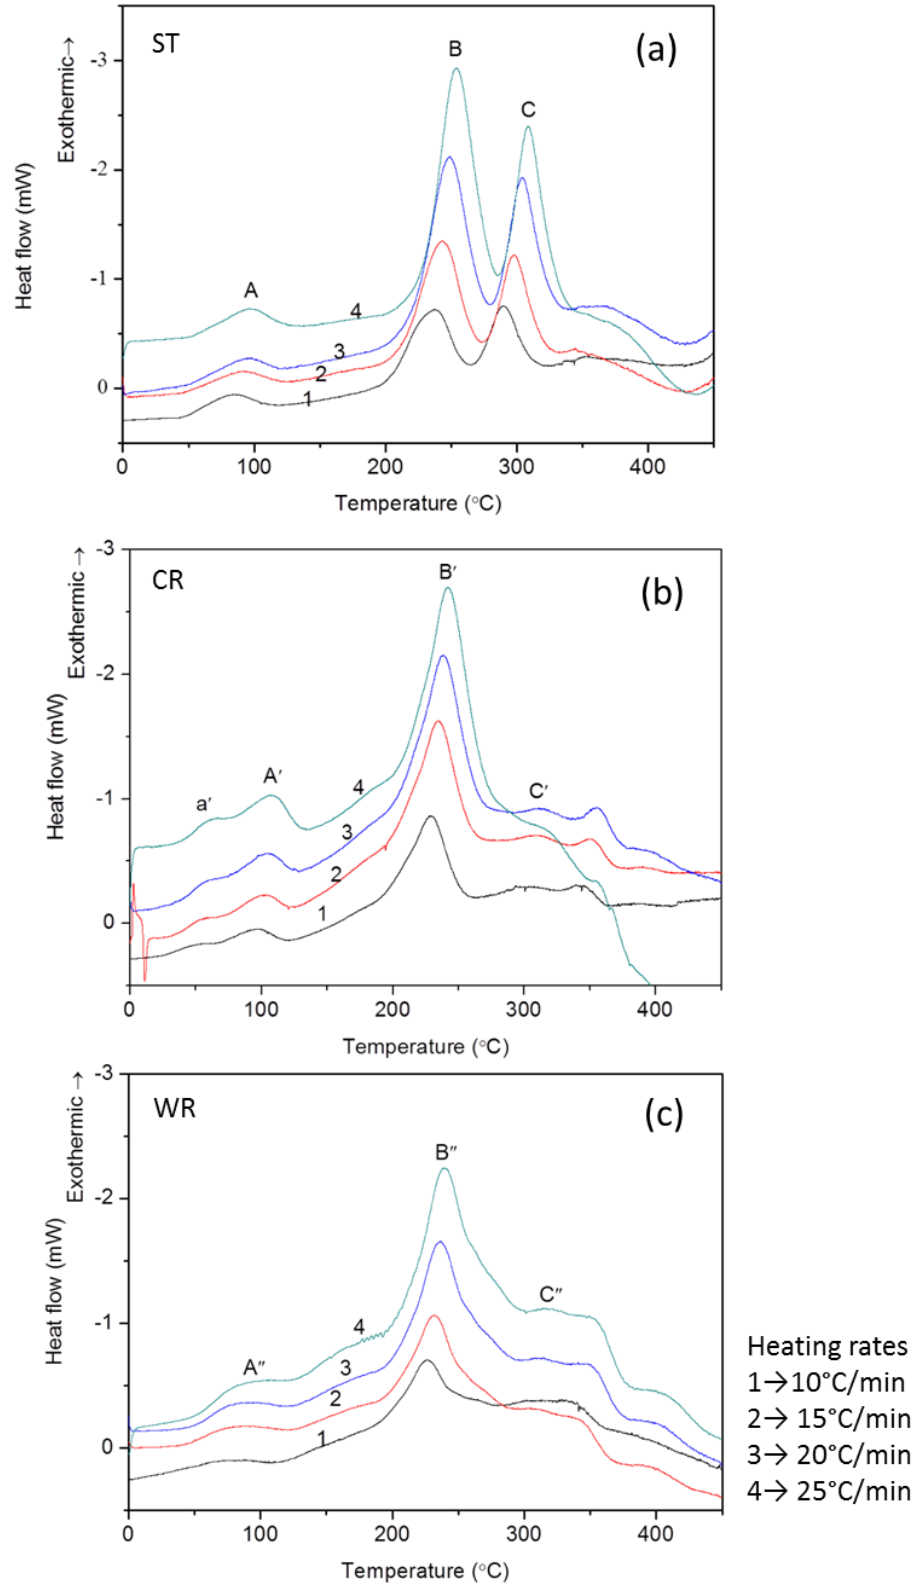 ST
(a)
Exothermic→
Heat flow (mW)
-3
-2
-1
0
A
B
C
4
3
2
1
0
100
200
300
400
Temperature (°C)
CR
(b)
Exothermic →
Heat flow (mW)
-3
-2
-1
0
a′
A′
B′
C′
4
3
2
1
0
100
200
300
400
Temperature (°C)
WR
(c)
Exothermic →
Heat flow (mW)
-3
-2
-1
0
A″
B″
C″
4
3
2
1
0
100
200
300
400
Temperature (°C)
Heating rates
1→10°C/min
2→ 15°C/min
3→ 20°C/min
4→ 25°C/min